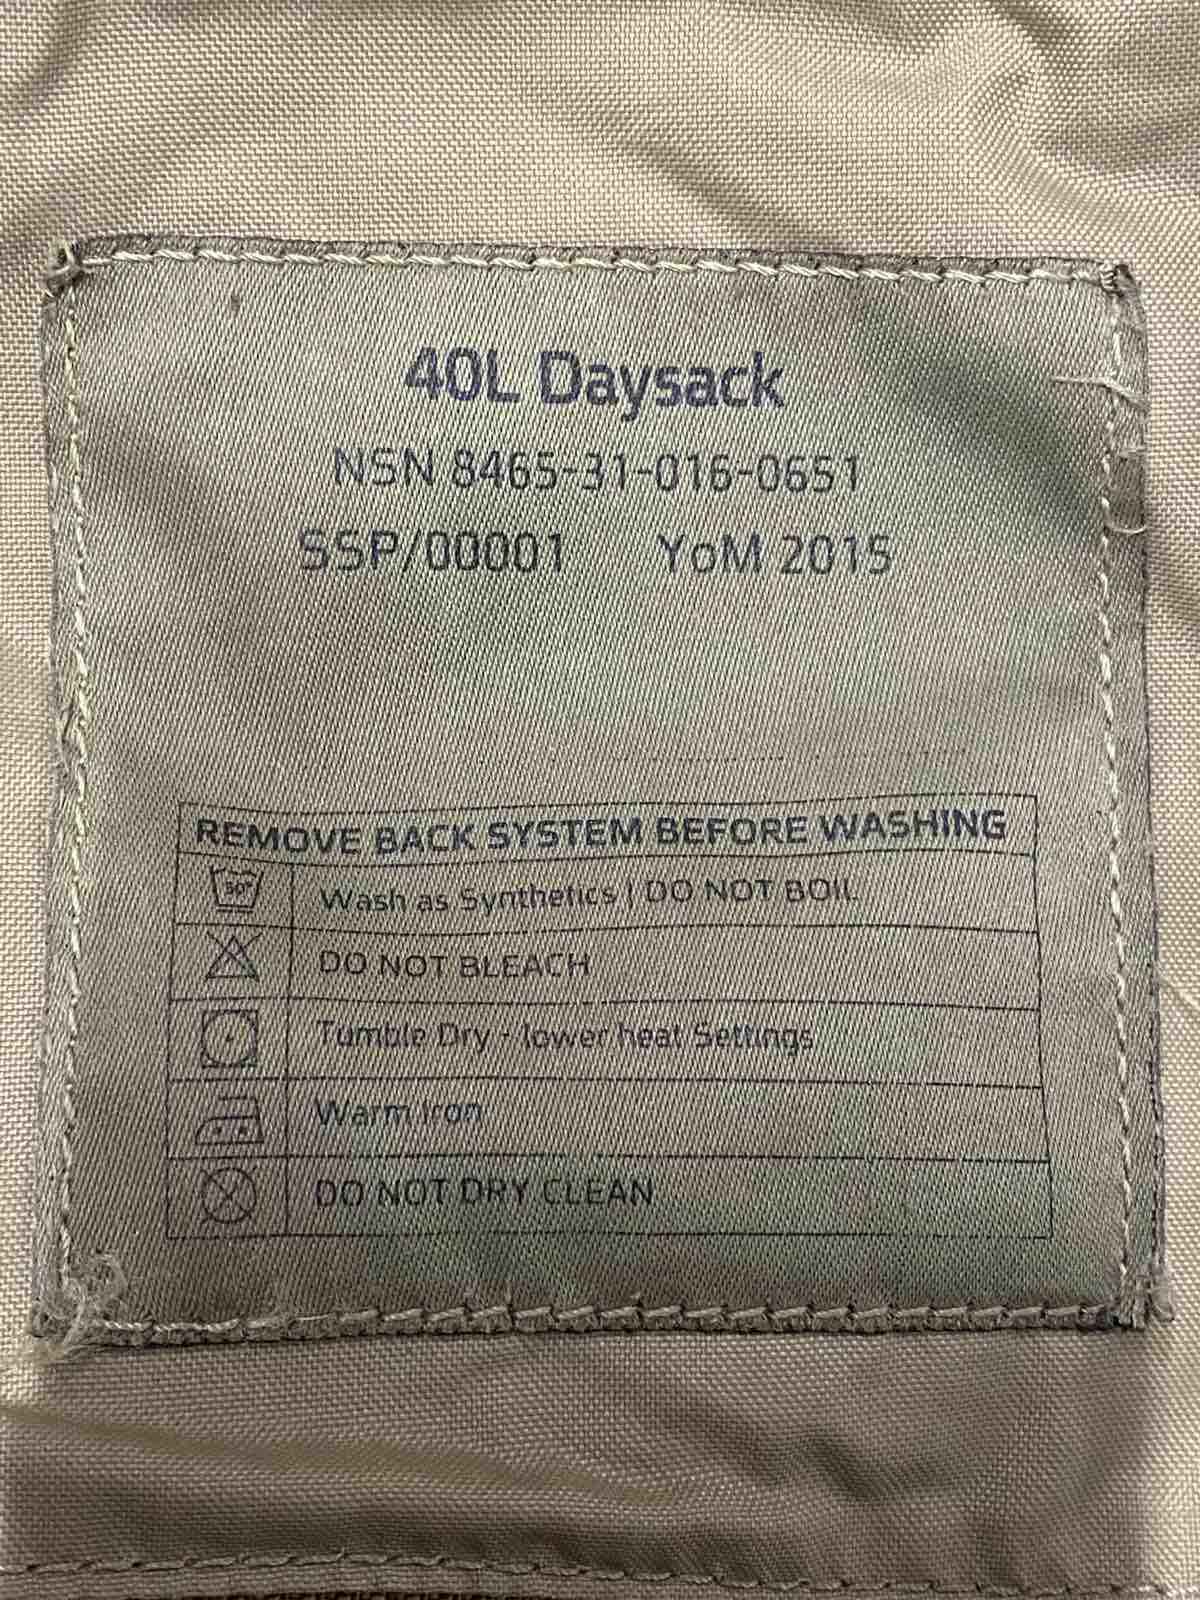 40L Daysack
NSN 8465-31-016-0651
SSP/00001 YoM 2015
REMOVE BACK SYSTEM BEFORE WASHING
30° Wash as Synthetics | DO NOT BOIL
DO NOT BLEACH
Tumble Dry - lower heat Settings
Warm Iron
DO NOT DRY CLEAN